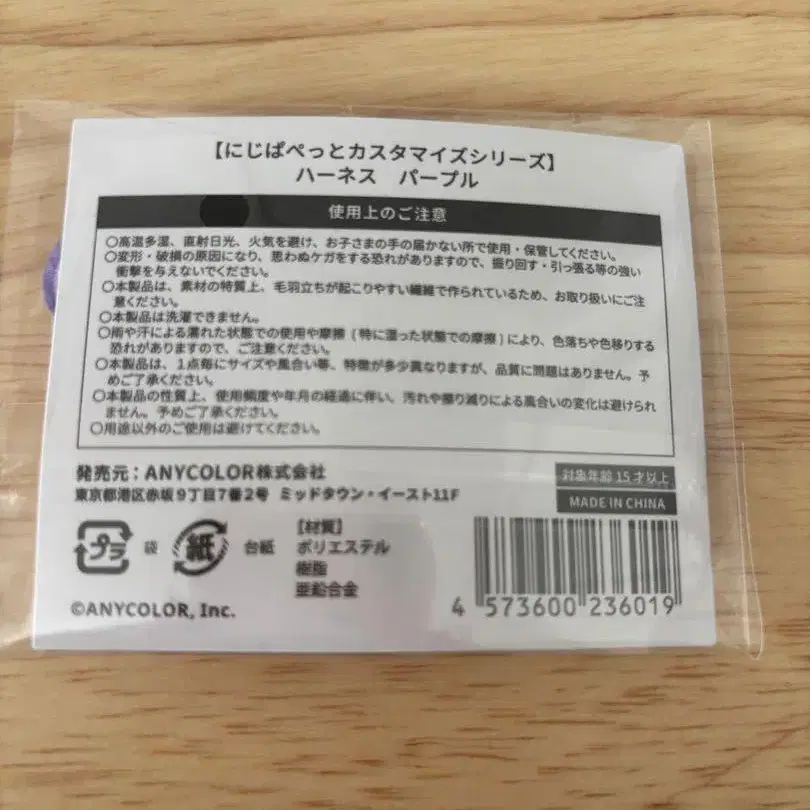 【にじぱぺっとカスタマイズシリーズ】
ハーネス　パープル
使用上のご注意
○高温多湿、直射日光、火気を避け、お子さまの手の届かない所で使用・保管してください。
○変形・破損の原因になり、思わぬケガをする恐れがありますので、振り回す・引っ張る等の強い
衝撃を与えないでください。
○本製品は、素材の特質上、毛羽立ちが起こりやすい繊維で作られているため、お取り扱いにご注
意ください。
○本製品は洗濯できません。
○雨や汗による濡れた状態での使用や摩擦(特に湿った状態での摩擦)により、色落ちや色移りする
恐れがありますので、ご注意ください。
○本製品は、1点毎にサイズや風合い等、特徴が多少異なりますが、品質に問題はありません。予
めご了承ください。
○本製品の性質上、使用頻度や年月の経過に伴い、汚れや擦り減りによる風合いの変化は避けられ
ません。予めご了承ください。
○用途以外のご使用は避けてください。
発売元：ANYCOLOR株式会社
東京都港区赤坂9丁目7番2号 ミッドタウン・イースト11F
対象年齢15才以上
MADE IN CHINA
プラ 袋 紙 台紙
【材質】
ポリエステル
樹脂
亜鉛合金
©ANYCOLOR, Inc.
4 573600 236019